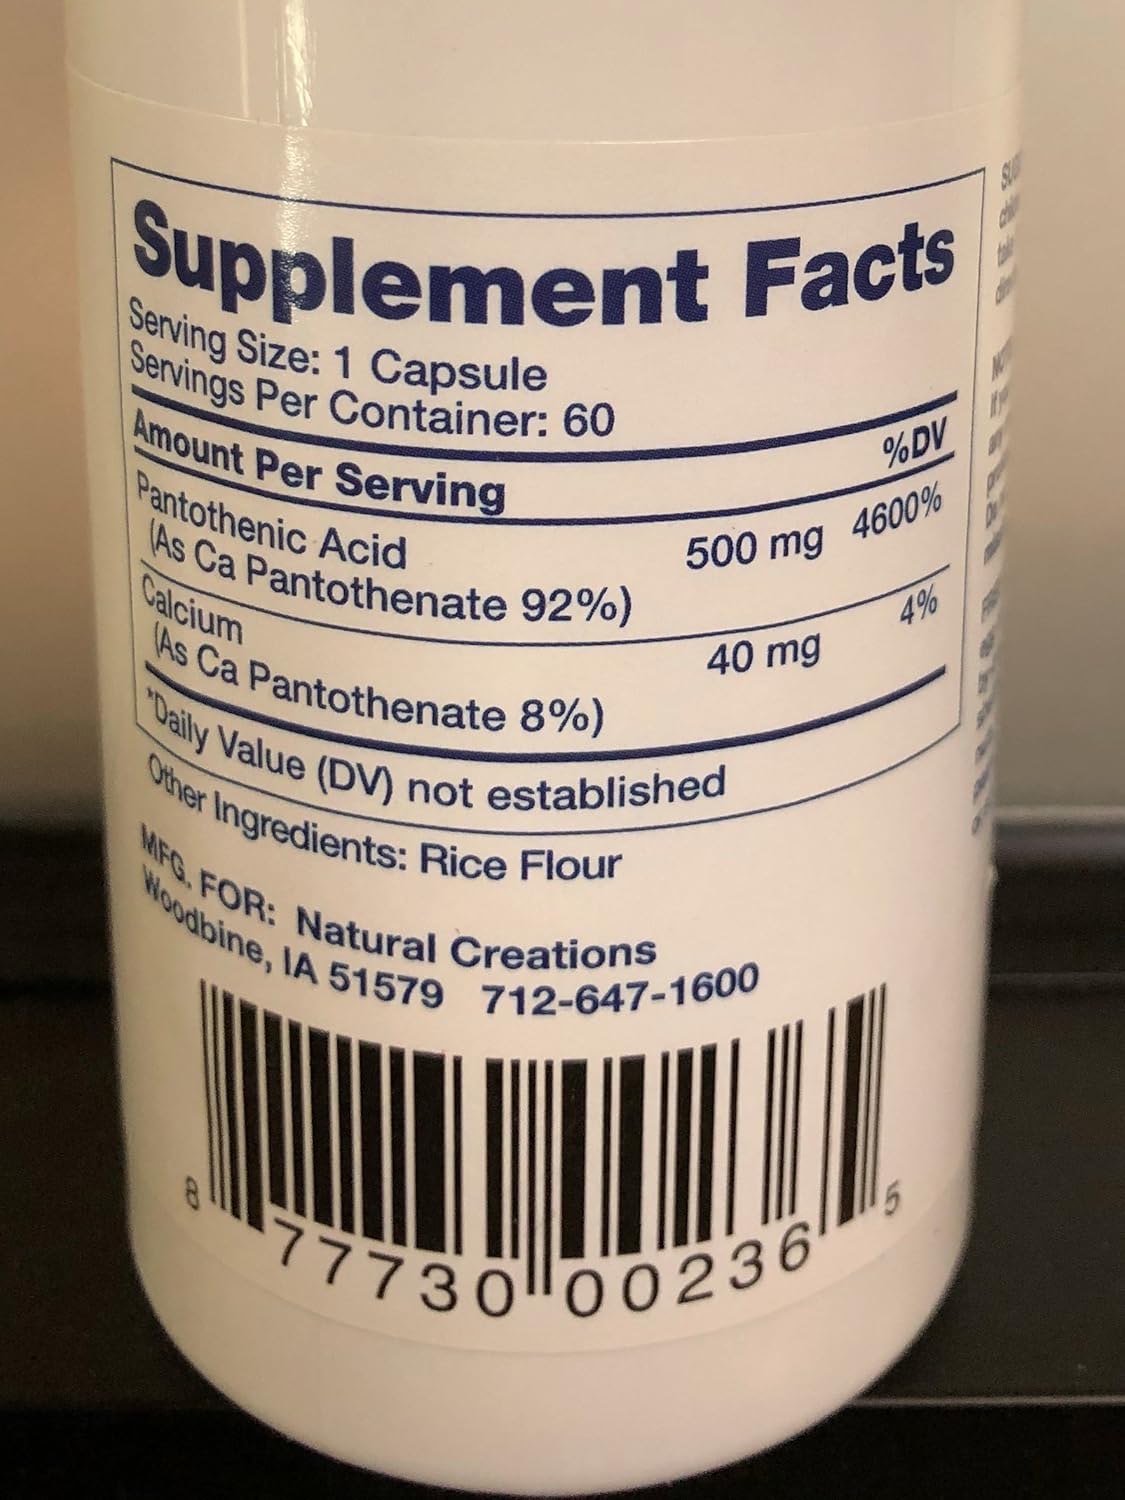 Supplement Facts
Serving Size: 1 Capsule
Servings Per Container: 60
Amount Per Serving %DV
Pantothenic Acid 500 mg 4600%
(As Ca Pantothenate 92%)
Calcium 40 mg 4%
(As Ca Pantothenate 8%)
*Daily Value (DV) not established
Other Ingredients: Rice Flour
MFG. FOR: Natural Creations
Woodbine, IA 51579 712-647-1600
8 77730 00236 5